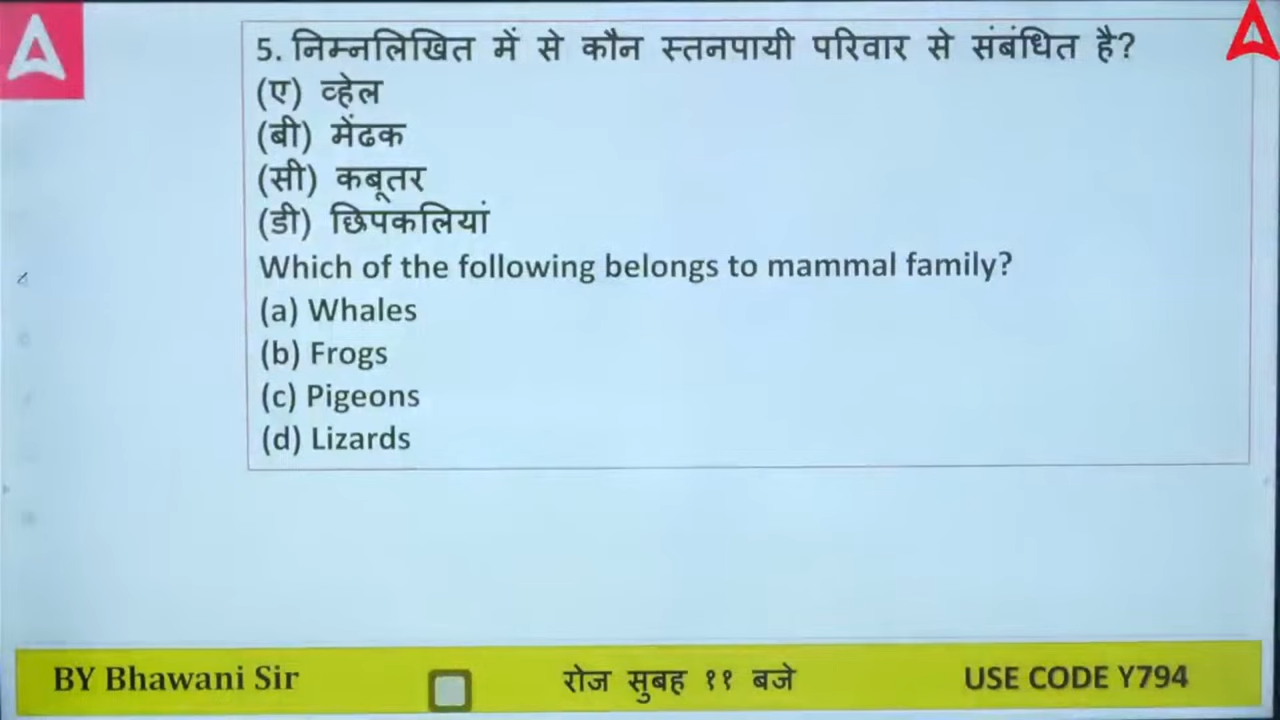 5. निम्नलिखित में से कौन स्तनपायी परिवार से संबंधित है?
(ए) व्हेल
(बी) मेंढक
(सी) कबूतर
(डी) छिपकलियां
Which of the following belongs to mammal family?
(a) Whales
(b) Frogs
(c) Pigeons
(d) Lizards
BY Bhawani Sir
रोज सुबह ११ बजे
USE CODE Y794